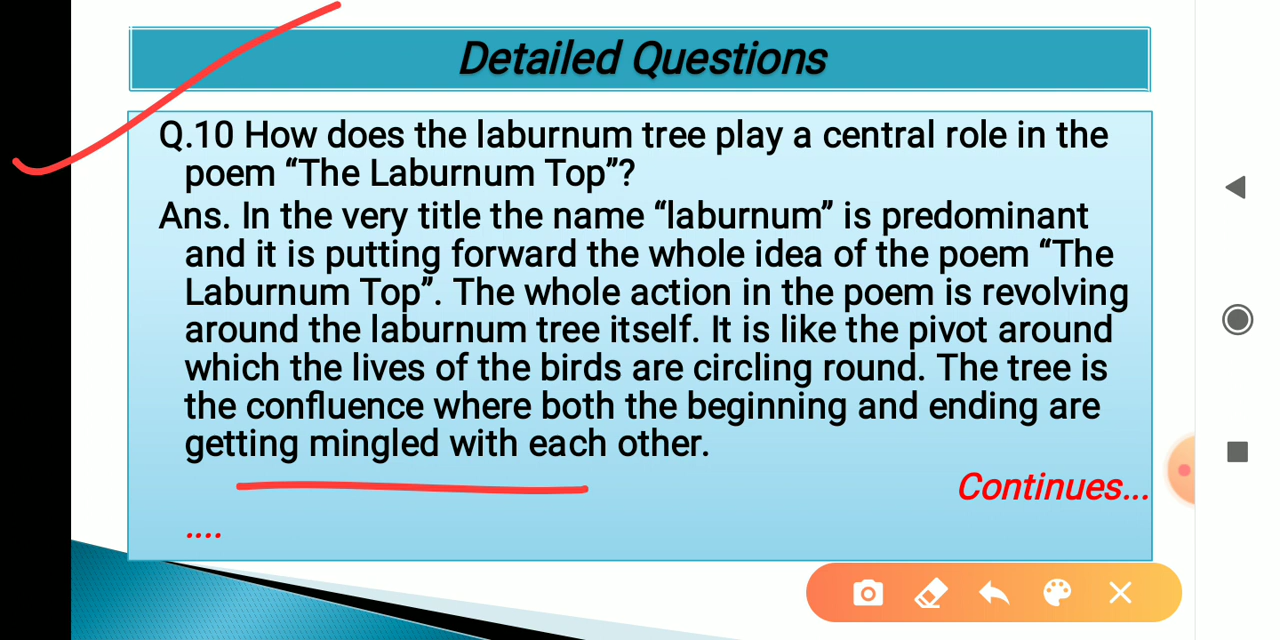 Detailed Questions
Q.10 How does the laburnum tree play a central role in the
poem “The Laburnum Top”?
Ans. In the very title the name “laburnum” is predominant
and it is putting forward the whole idea of the poem “The
Laburnum Top”. The whole action in the poem is revolving
around the laburnum tree itself. It is like the pivot around
which the lives of the birds are circling round. The tree is
the confluence where both the beginning and ending are
getting mingled with each other.
Continues...
....